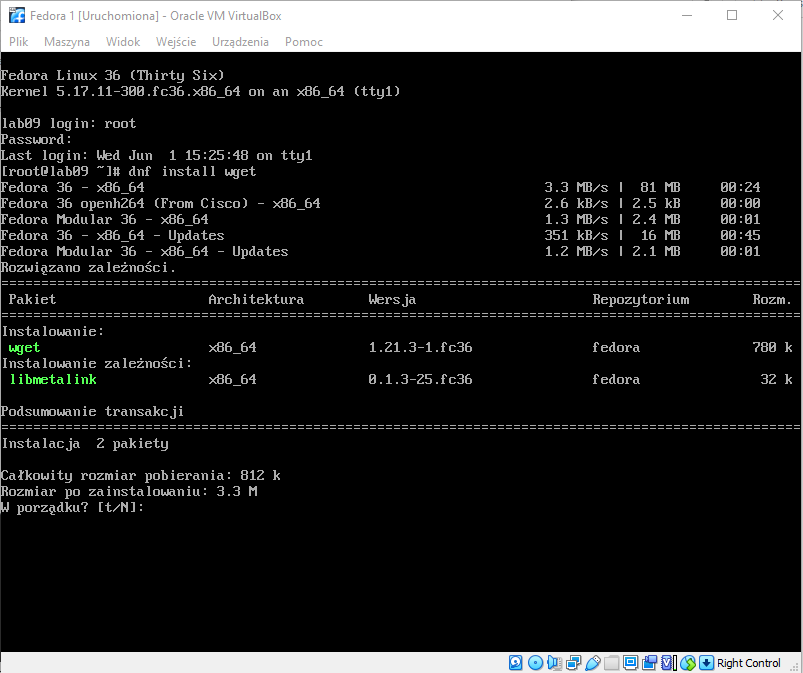 Fedora 1 [Uruchomiona] - Oracle VM VirtualBox
Plik Maszyna Widok Wejście Urządzenia Pomoc
Fedora Linux 36 (Thirty Six)
Kernel 5.17.11-300.fc36.x86_64 on an x86_64 (tty1)
lab09 login: root
Password:
Last login: Wed Jun  1 15:25:48 on tty1
[root@lab09 ~]# dnf install wget
Fedora 36 - x86_64 3.3 MB/s |  81 MB 00:24
Fedora 36 openh264 (From Cisco) - x86_64 2.6 kB/s | 2.5 kB 00:00
Fedora Modular 36 - x86_64 1.3 MB/s | 2.4 MB 00:01
Fedora 36 - x86_64 - Updates 351 kB/s |  16 MB 00:45
Fedora Modular 36 - x86_64 - Updates 1.2 MB/s | 2.1 MB 00:01
Rozwiązano zależności.
================================================================================
Pakiet Architektura Wersja Repozytorium Rozm.
================================================================================
Instalowanie:
wget x86_64 1.21.3-1.fc36 fedora 780 k
Instalowanie zależności:
libmetalink x86_64 0.1.3-25.fc36 fedora 32 k
Podsumowanie transakcji
================================================================================
Instalacja  2 pakiety
Całkowity rozmiar pobierania: 812 k
Rozmiar po zainstalowaniu: 3.3 M
W porządku? [t/N]:
Right Control